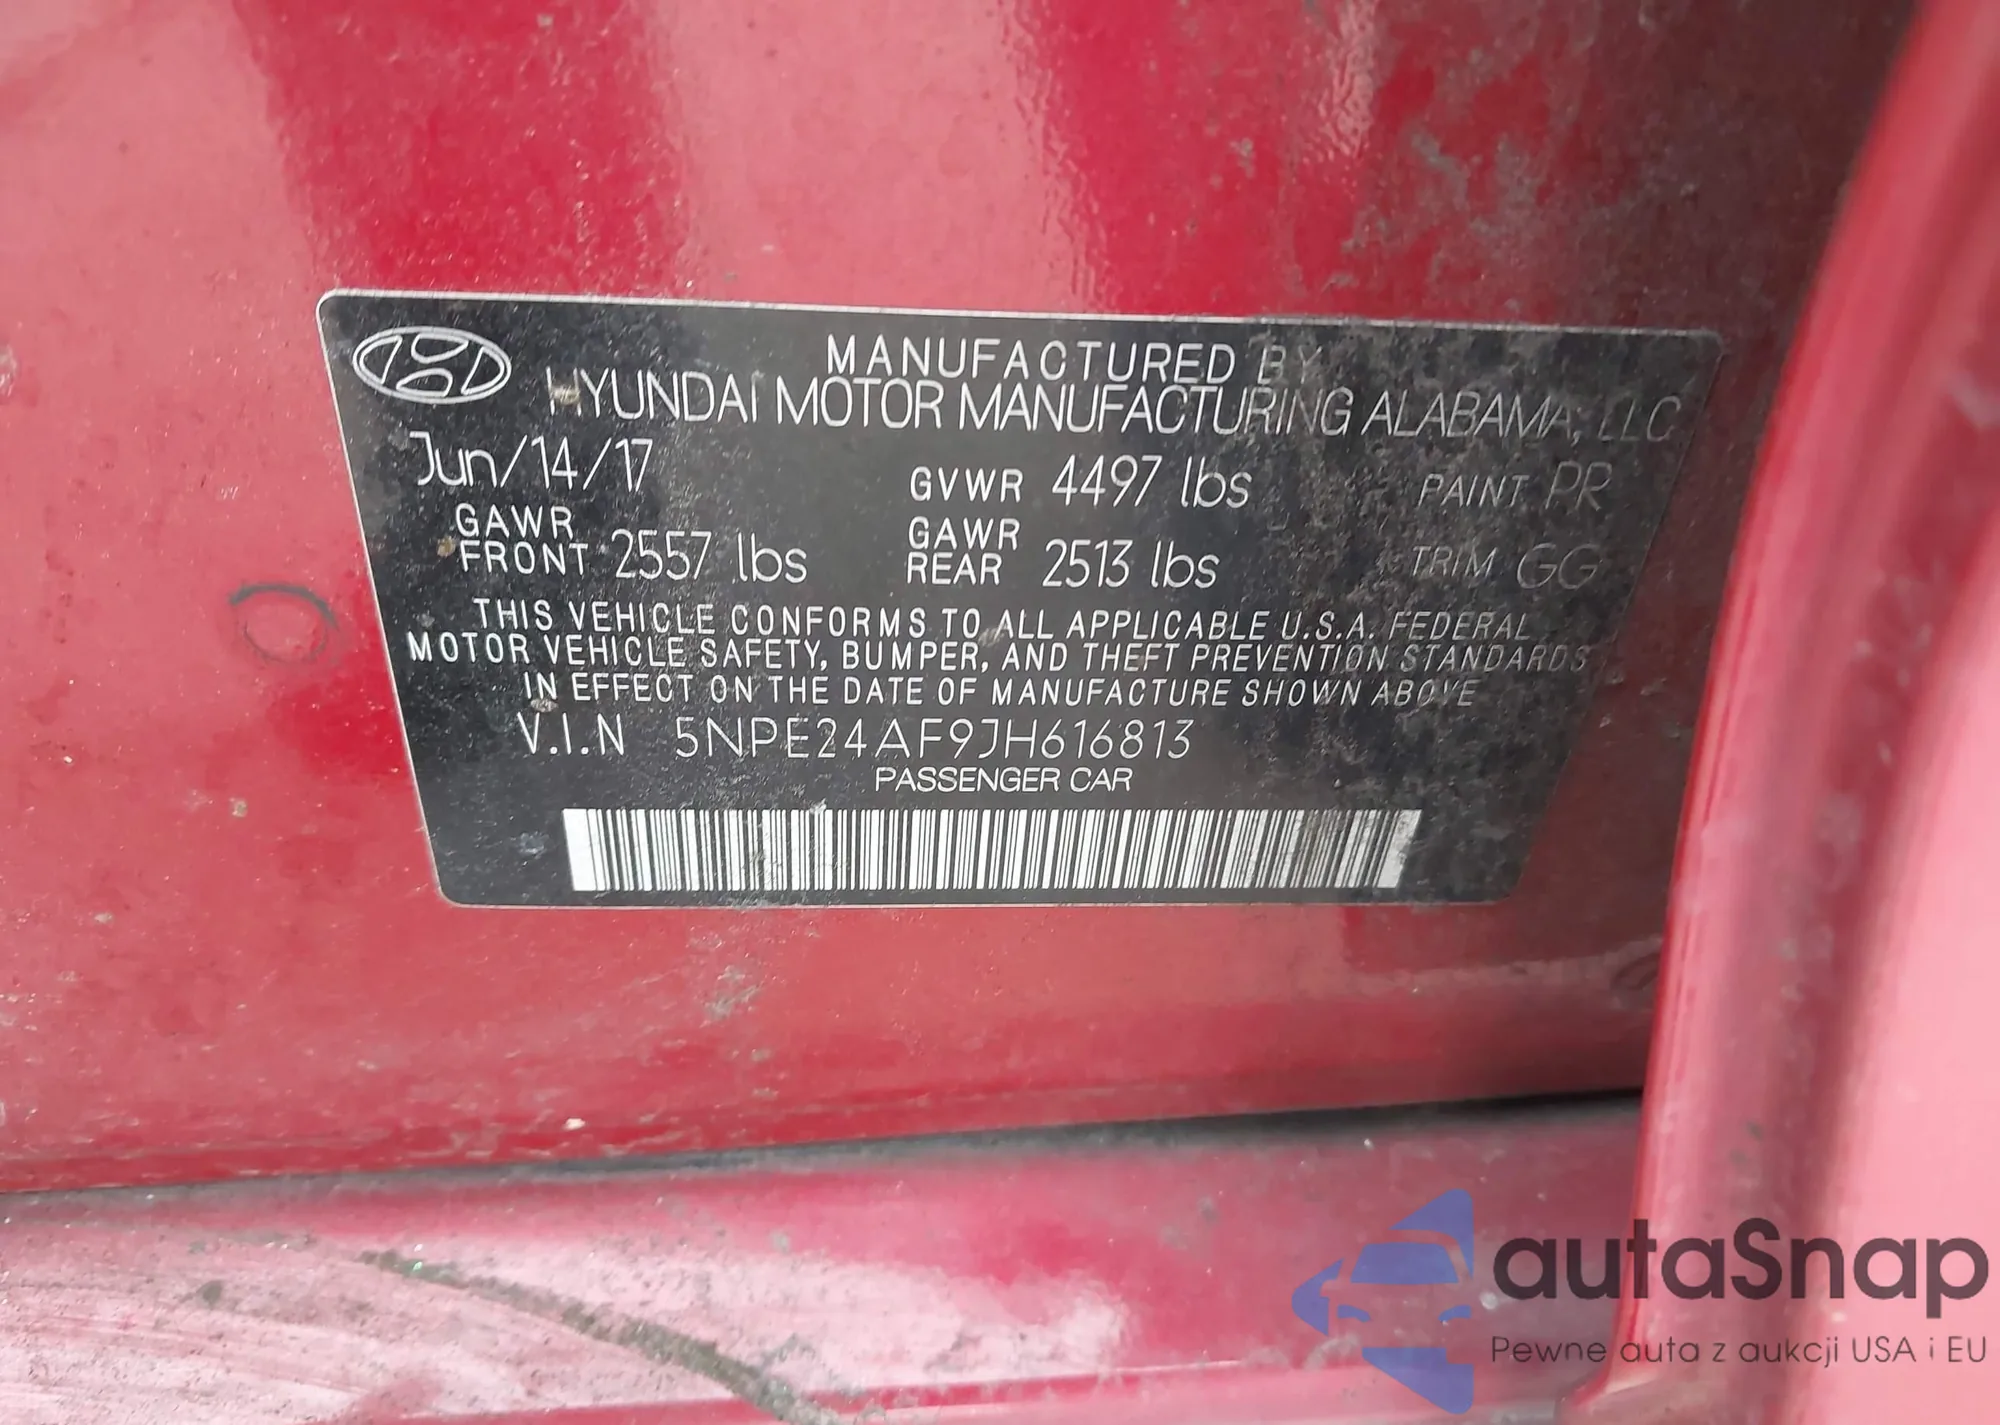 MANUFACTURED BY
HYUNDAI MOTOR MANUFACTURING ALABAMA, LLC
Jun/14/17 GVWR 4497 lbs PAINT PR
GAWR FRONT 2557 lbs GAWR REAR 2513 lbs TRIM GG
THIS VEHICLE CONFORMS TO ALL APPLICABLE U.S.A. FEDERAL
MOTOR VEHICLE SAFETY, BUMPER, AND THEFT PREVENTION STANDARDS
IN EFFECT ON THE DATE OF MANUFACTURE SHOWN ABOVE
V.I.N 5NPE24AF9JH616813
PASSENGER CAR
autaSnap
Pewne auta z aukcji USA i EU